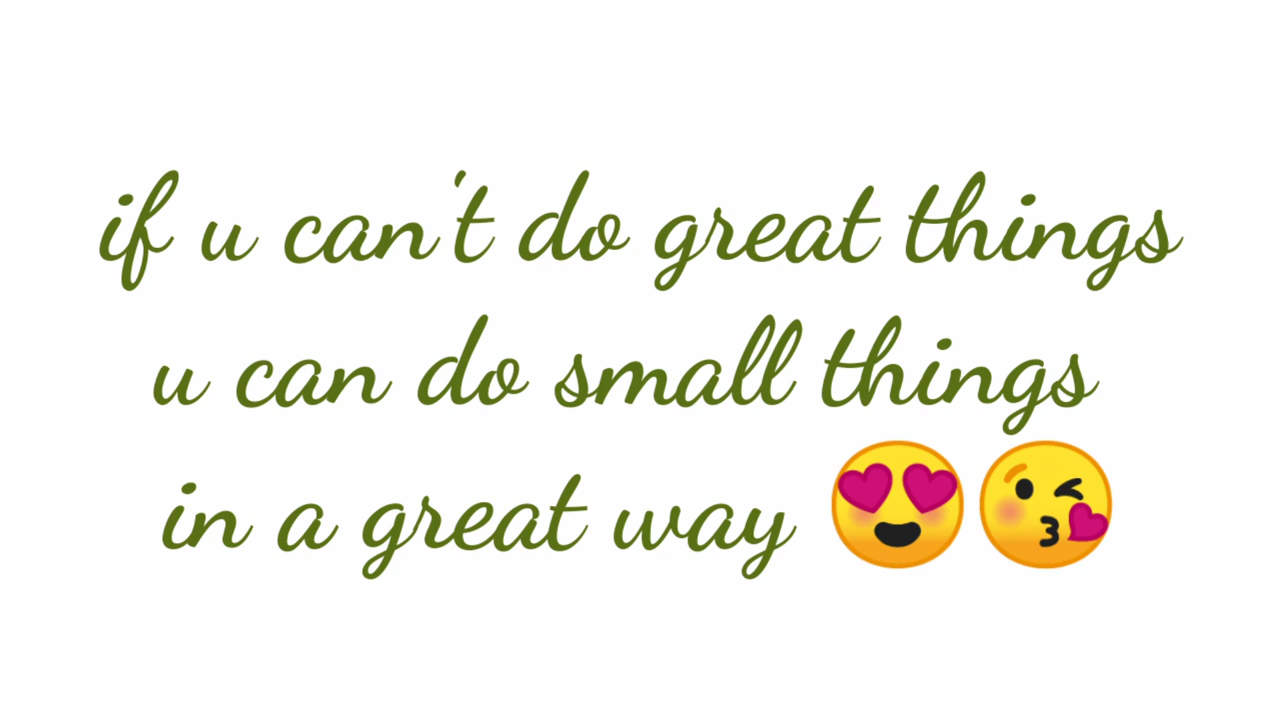 if u can't do great things
u can do small things
in a great way 😍😘